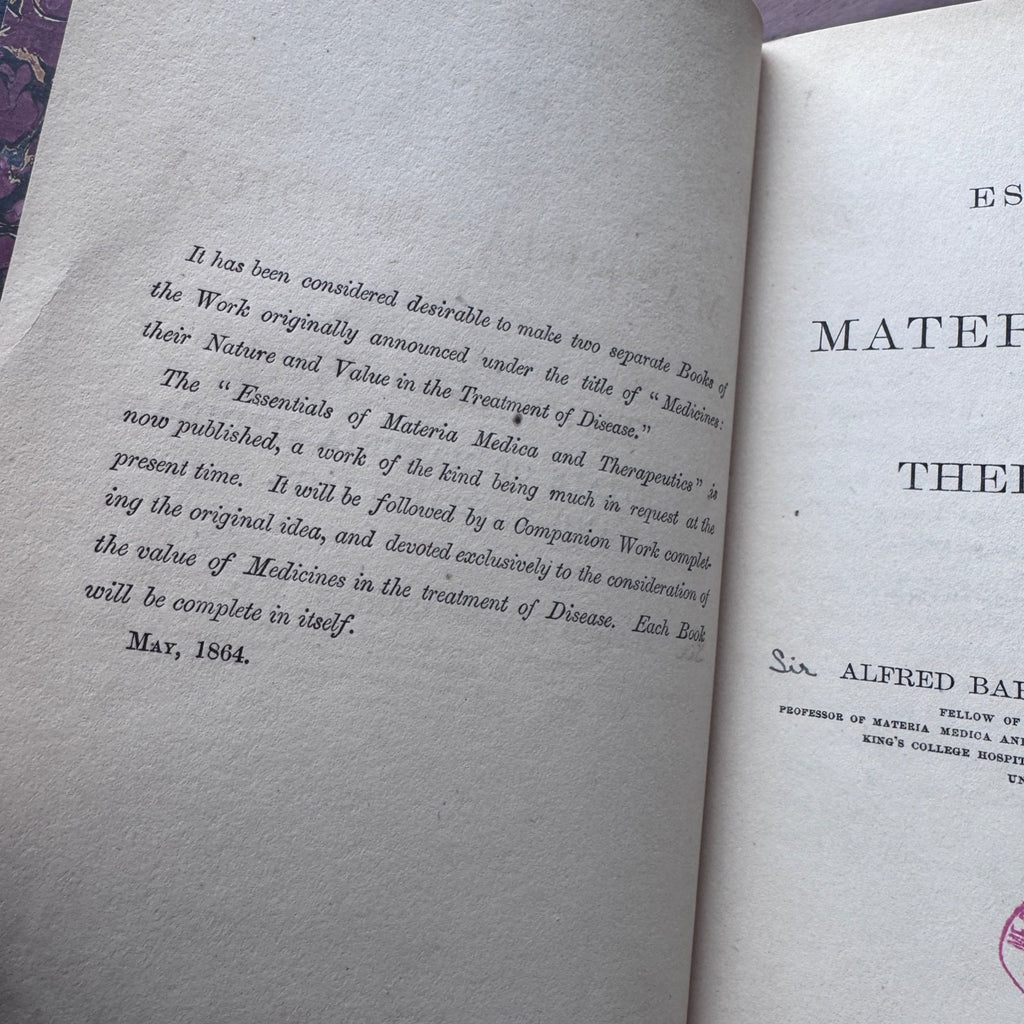 It has been considered desirable to make two separate Books of
the Work originally announced under the title of "Medicines:
their Nature and Value in the Treatment of Disease."
The "Essentials of Materia Medica and Therapeutics" is
now published, a work of the kind being much in request at the
present time. It will be followed by a Companion Work complet-
ing the original idea, and devoted exclusively to the consideration of
the value of Medicines in the treatment of Disease. Each Book
will be complete in itself.
May, 1864.
ES
MATER
THER
Sir ALFRED BAR
FELLOW OF
PROFESSOR OF MATERIA MEDICA AND
KING'S COLLEGE HOSPIT
UN